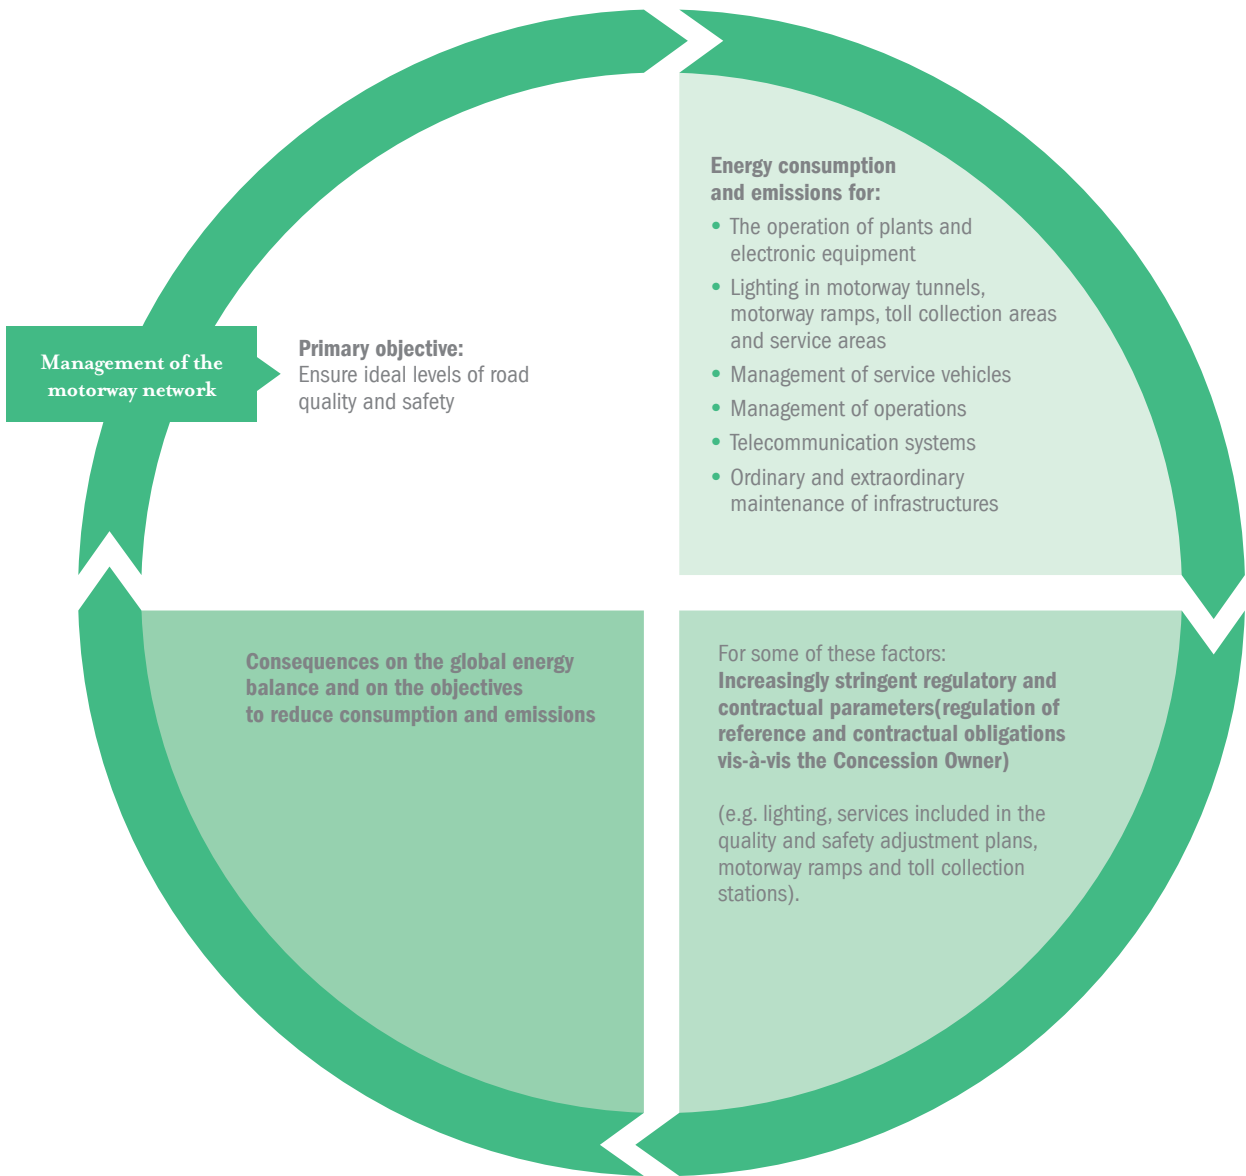 Management of the
motorway network
Primary objective:
Ensure ideal levels of road
quality and safety
Energy consumption
and emissions for:
• The operation of plants and
electronic equipment
• Lighting in motorway tunnels,
motorway ramps, toll collection areas
and service areas
• Management of service vehicles
• Management of operations
• Telecommunication systems
• Ordinary and extraordinary
maintenance of infrastructures
For some of these factors:
Increasingly stringent regulatory and
contractual parameters(regulation of
reference and contractual obligations
vis-à-vis the Concession Owner)
(e.g. lighting, services included in the
quality and safety adjustment plans,
motorway ramps and toll collection
stations).
Consequences on the global energy
balance and on the objectives
to reduce consumption and emissions